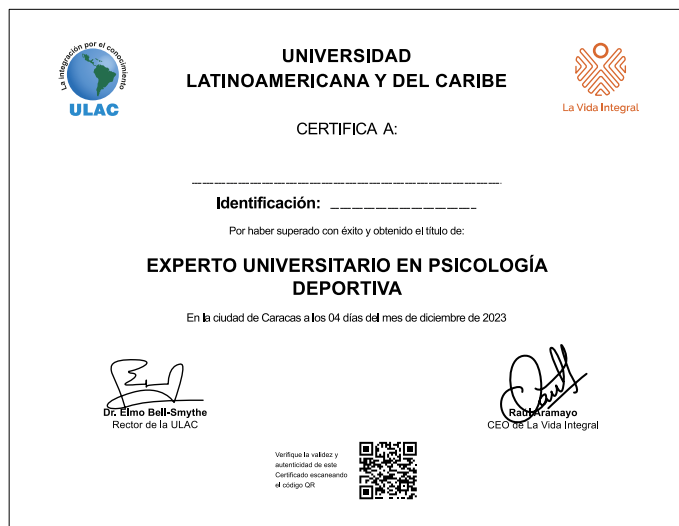 La integración por el conocimiento
ULAC
UNIVERSIDAD
LATINOAMERICANA Y DEL CARIBE
La Vida Integral
CERTIFICA A:
Identificación:
Por haber superado con éxito y obtenido el título de:
EXPERTO UNIVERSITARIO EN PSICOLOGÍA
DEPORTIVA
En la ciudad de Caracas a los 04 días del mes de diciembre de 2023
Dr. Elmo Bell-Smythe
Rector de la ULAC
Raúl Aramayo
CEO de La Vida Integral
Verifique la validez y
autenticidad de este
Certificado escaneando
el código QR